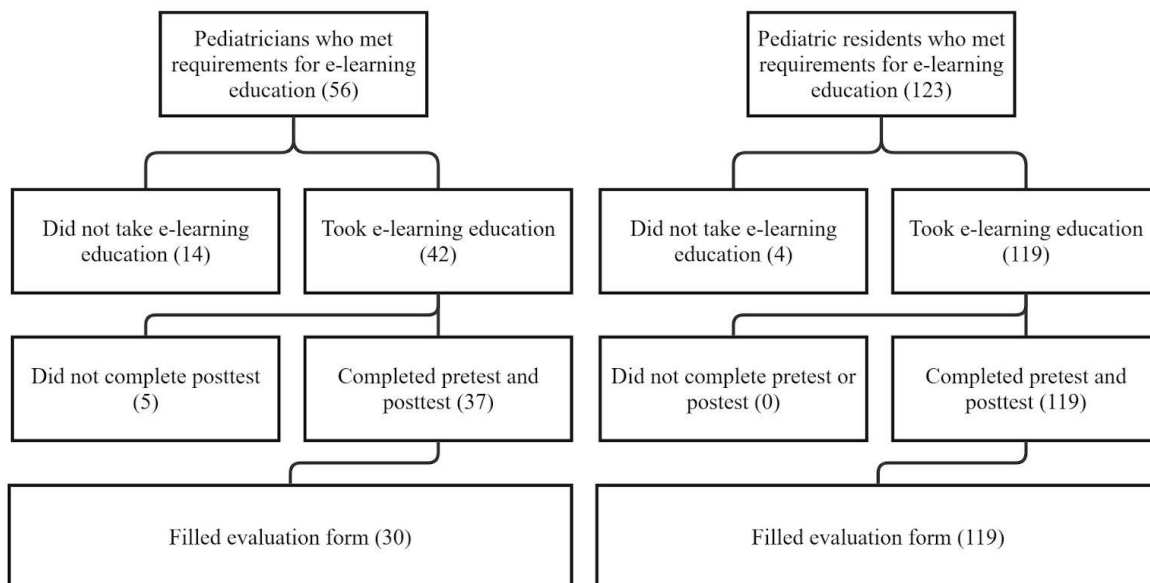 Pediatricians who met
requirements for e-learning
education (56)
Pediatric residents who met
requirements for e-learning
education (123)
Did not take e-learning
education (14)
Took e-learning education
(42)
Did not take e-learning
education (4)
Took e-learning education
(119)
Did not complete posttest
(5)
Completed pretest and
posttest (37)
Did not complete pretest or
postest (0)
Completed pretest and
posttest (119)
Filled evaluation form (30)
Filled evaluation form (119)